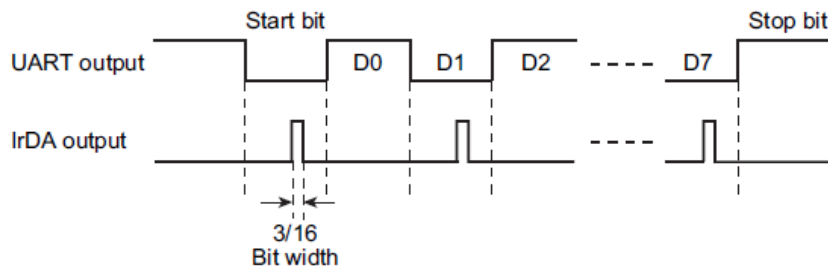 Start bit
Stop bit
UART output
D0
D1
D2
D7
IrDA output
3/16
Bit width